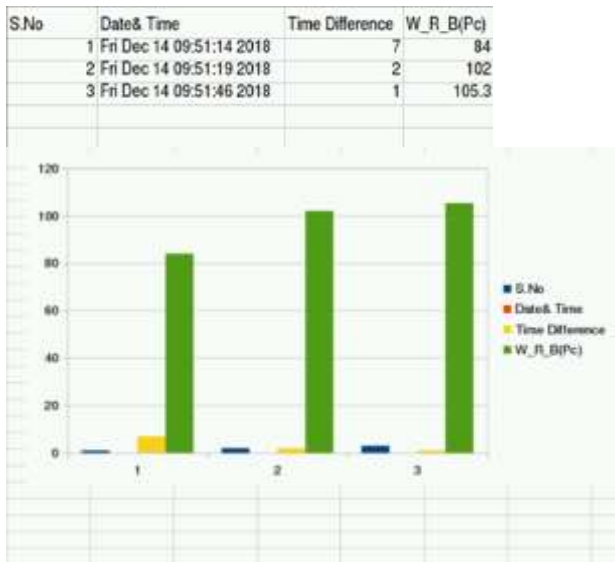 S.No Date& Time Time Difference W_R_B(Pc)
1 Fri Dec 14 09:51:14 2018 7 84
2 Fri Dec 14 09:51:19 2018 2 102
3 Fri Dec 14 09:51:46 2018 1 105.3
120
100
80
60
40
20
0
1 2 3
S.No
Date& Time
Time Difference
W_R_B(Pc)